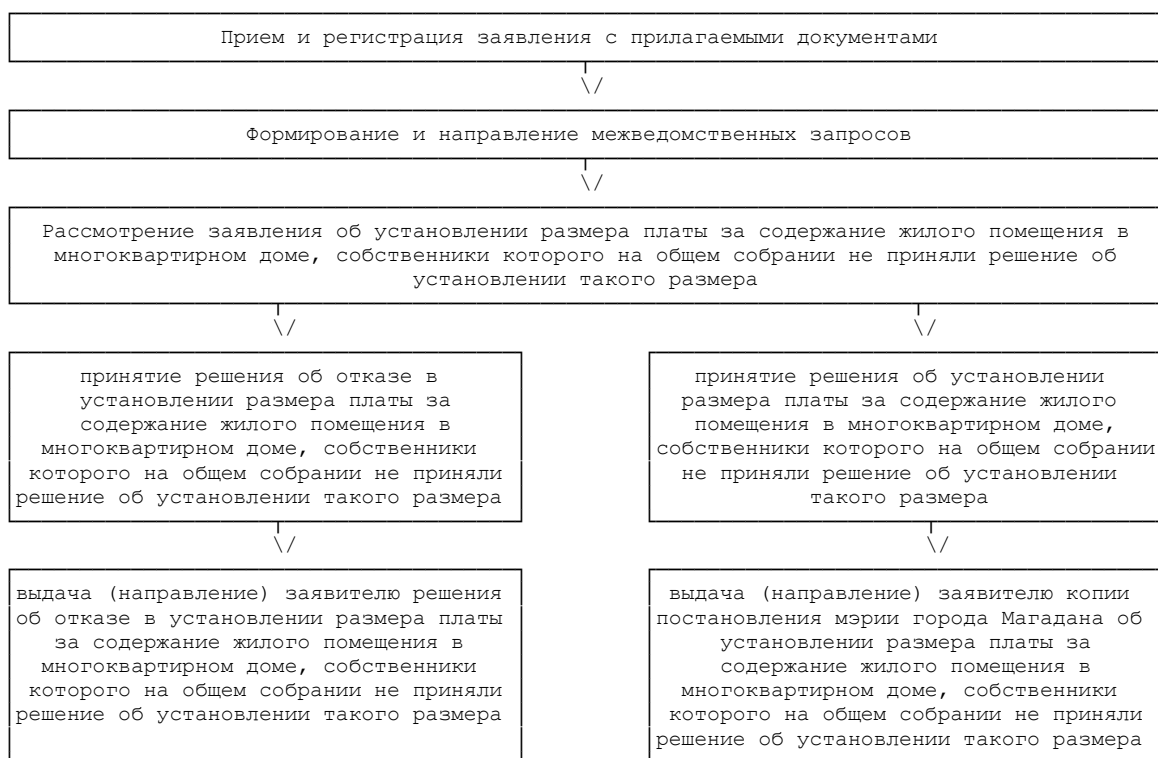 Прием и регистрация заявления с прилагаемыми документами
\/
Формирование и направление межведомственных запросов
\/
Рассмотрение заявления об установлении размера платы за содержание жилого помещения в
многоквартирном доме, собственники которого на общем собрании не приняли решение об
установлении такого размера
\/
\/
принятие решения об отказе в
установлении размера платы за
содержание жилого помещения в
многоквартирном доме, собственники
которого на общем собрании не приняли
решение об установлении такого размера
принятие решения об установлении
размера платы за содержание жилого
помещения в многоквартирном доме,
собственники которого на общем собрании
не приняли решение об установлении
такого размера
\/
\/
выдача (направление) заявителю решения
об отказе в установлении размера платы
за содержание жилого помещения в
многоквартирном доме, собственники
которого на общем собрании не приняли
решение об установлении такого размера
выдача (направление) заявителю копии
постановления мэрии города Магадана об
установлении размера платы за
содержание жилого помещения в
многоквартирном доме, собственники
которого на общем собрании не приняли
решение об установлении такого размера